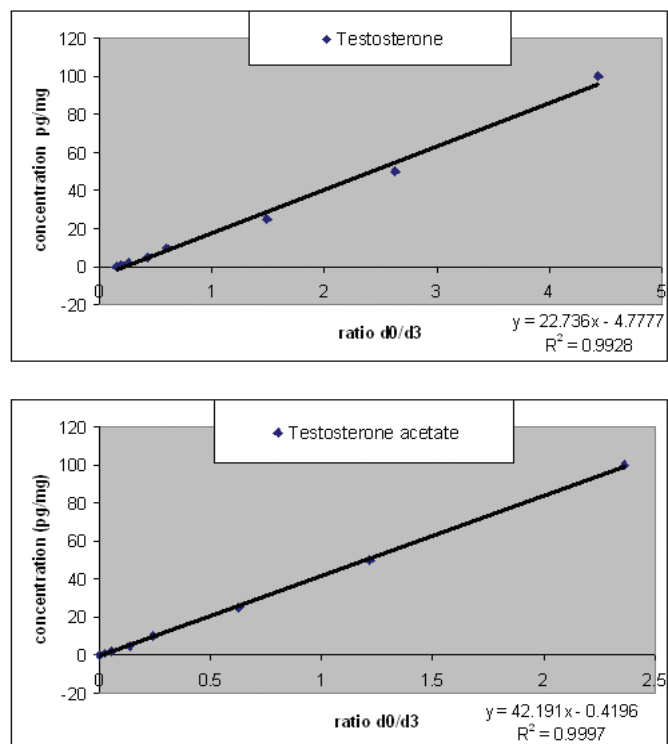 Testosterone
120
100
80
60
40
20
0
-20
concentration pg/mg
0 1 2 3 4 5
ratio d0/d3
y = 22.736x - 4.7777
R² = 0.9928
Testosterone acetate
120
100
80
60
40
20
0
-20
concentration (pg/mg)
0 0.5 1 1.5 2 2.5
ratio d0/d3
y = 42.191x - 0.4196
R² = 0.9997